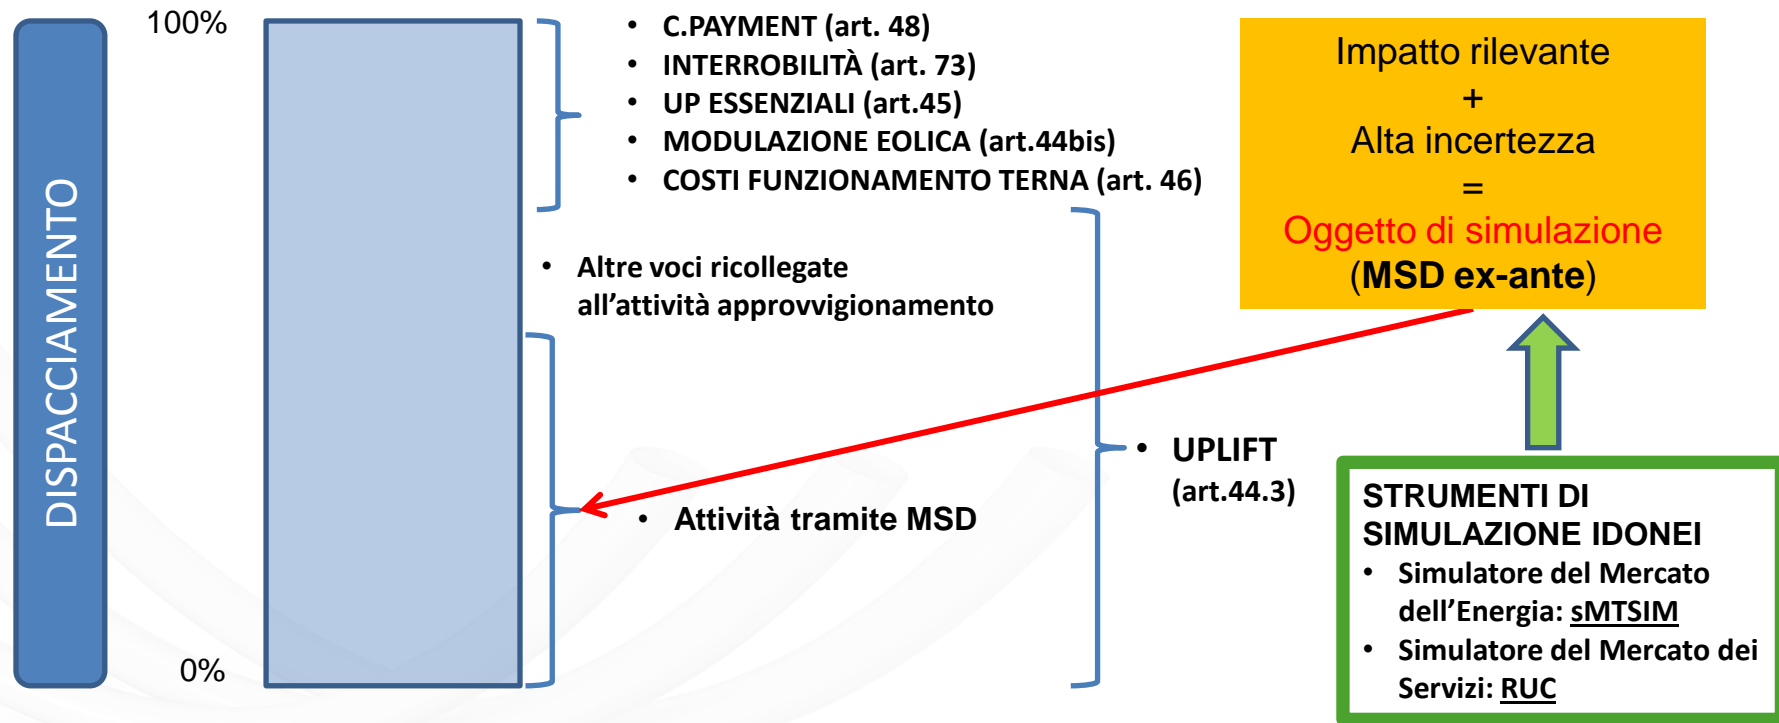 DISPACCIAMENTO
100%
0%
• C.PAYMENT (art. 48)
• INTERROBILITÀ (art. 73)
• UP ESSENZIALI (art.45)
• MODULAZIONE EOLICA (art.44bis)
• COSTI FUNZIONAMENTO TERNA (art. 46)
• Altre voci ricollegate
all’attività approvvigionamento
• Attività tramite MSD
• UPLIFT
(art.44.3)
Impatto rilevante
+
Alta incertezza
=
Oggetto di simulazione
(MSD ex-ante)
STRUMENTI DI
SIMULAZIONE IDONEI
• Simulatore del Mercato
dell’Energia: sMTSIM
• Simulatore del Mercato dei
Servizi: RUC